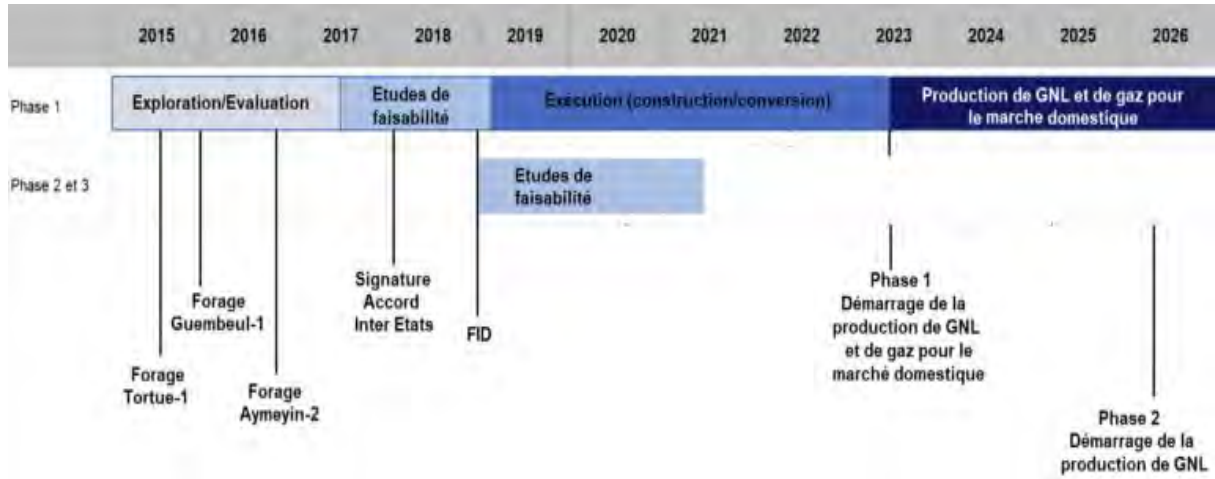 2015 2016 2017 2018 2019 2020 2021 2022 2023 2024 2025 2026
Phase 1
Exploration/Evaluation
Etudes de
faisabilité
Exécution (construction/conversion)
Production de GNL et de gaz pour
le marche domestique
Phase 2 et 3
Etudes de
faisabilité
Forage
Tortue-1
Forage
Guembeul-1
Forage
Aymeyin-2
Signature
Accord
Inter Etats
FID
Phase 1
Démarrage de la
production de GNL
et de gaz pour le
marché domestique
Phase 2
Démarrage de la
production de GNL